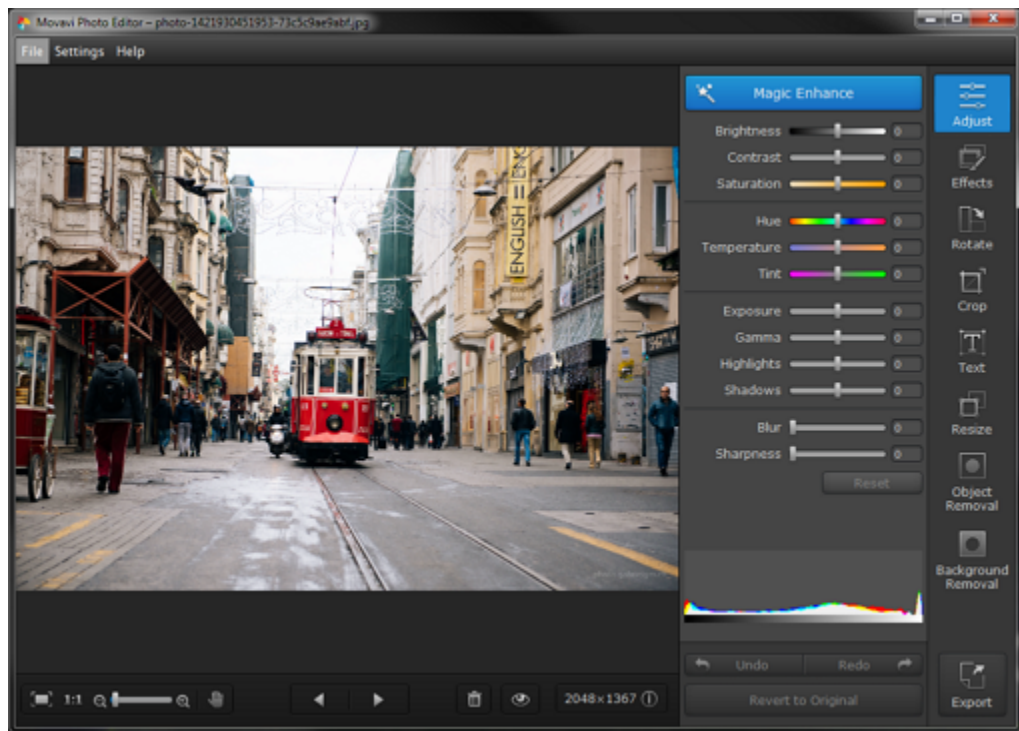 Movavi Photo Editor – photo-1421930451953-73c5c9ae9abf.jpg
File Settings Help
Magic Enhance
Brightness 0
Contrast 0
Saturation 0
Hue 0
Temperature 0
Tint 0
Exposure 0
Gamma 0
Highlights 0
Shadows 0
Blur 0
Sharpness 0
Reset
Undo Redo
Revert to Original
Adjust
Effects
Rotate
Crop
Text
Resize
Object
Removal
Background
Removal
Export
ENGLISH = ENG
1:1
2048×1367